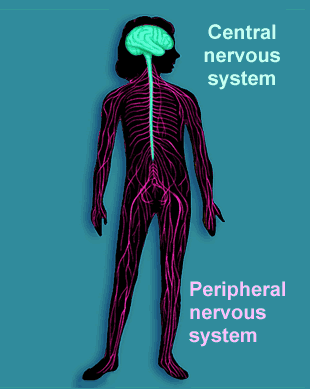 Central
nervous
system
Peripheral
nervous
system